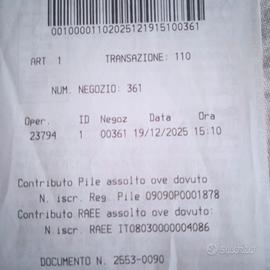 00100001102025121915100361
ART 1 TRANSAZIONE: 110
NUM. NEGOZIO: 361
Oper. ID Negoz Data Ora
23794 1 00361 19/12/2025 15:10
Contributo Pile assolto ove dovuto
N. iscr. Reg. Pile 09090P0001878
Contributo RAEE assolto ove dovuto:
N. iscr. RAEE IT08030000004086
DOCUMENTO N. 2553-0090
subito